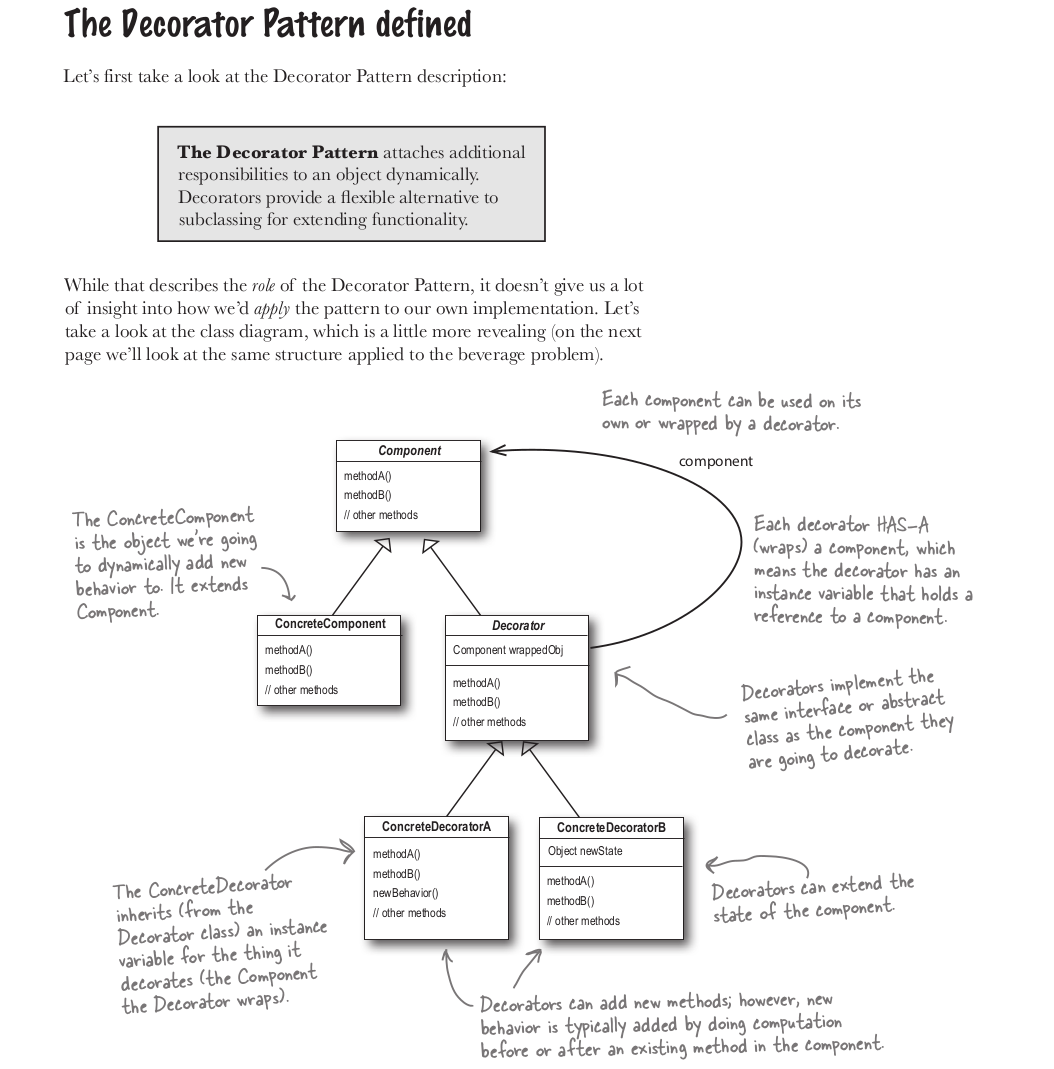 The Decorator Pattern defined
Let's first take a look at the Decorator Pattern description:
The Decorator Pattern attaches additional
responsibilities to an object dynamically.
Decorators provide a flexible alternative to
subclassing for extending functionality.
While that describes the role of the Decorator Pattern, it doesn't give us a lot
of insight into how we'd apply the pattern to our own implementation. Let's
take a look at the class diagram, which is a little more revealing (on the next
page we'll look at the same structure applied to the beverage problem).
Each component can be used on its
own or wrapped by a decorator.
Component
methodA()
methodB()
// other methods
component
The ConcreteComponent
is the object we're going
to dynamically add new
behavior to. It extends
Component.
Each decorator HAS-A
(wraps) a component, which
means the decorator has an
instance variable that holds a
reference to a component.
ConcreteComponent
methodA()
methodB()
// other methods
Decorator
Component wrappedObj
methodA()
methodB()
// other methods
Decorators implement the
same interface or abstract
class as the component they
are going to decorate.
ConcreteDecoratorA
methodA()
methodB()
newBehavior()
// other methods
ConcreteDecoratorB
Object newState
methodA()
methodB()
// other methods
The ConcreteDecorator
inherits (from the
Decorator class) an instance
variable for the thing it
decorates (the Component
the Decorator wraps).
Decorators can extend the
state of the component.
Decorators can add new methods; however, new
behavior is typically added by doing computation
before or after an existing method in the component.